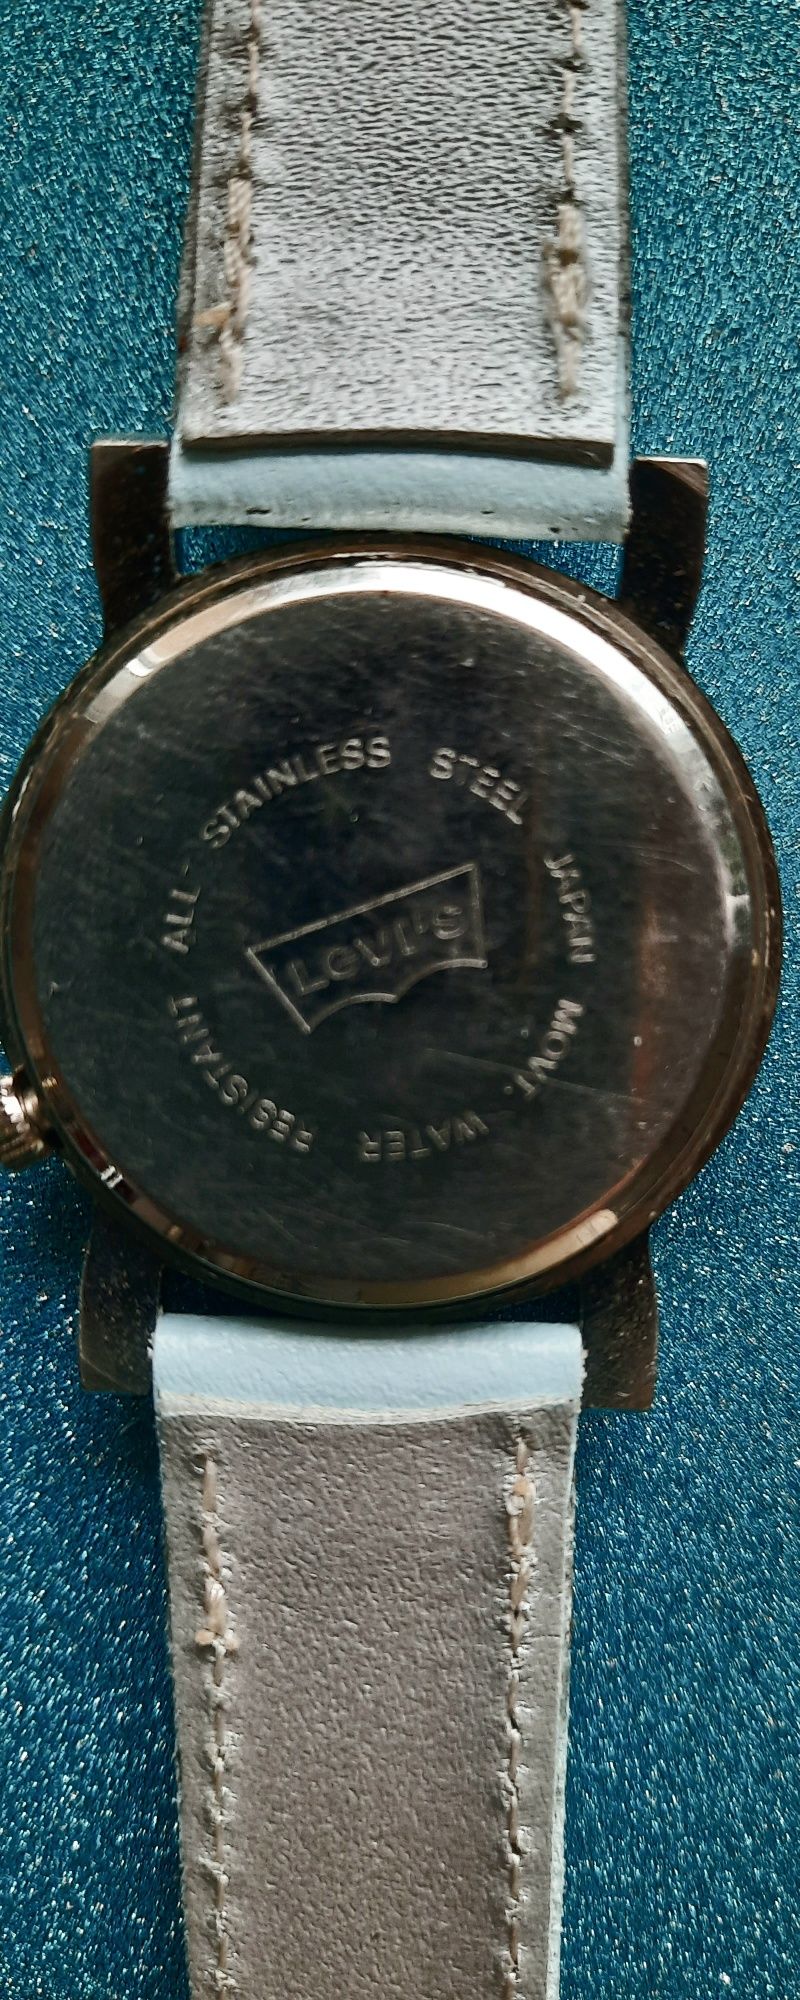 ALL STAINLESS STEEL JAPAN MOVT. WATER RESISTANT
Levi's